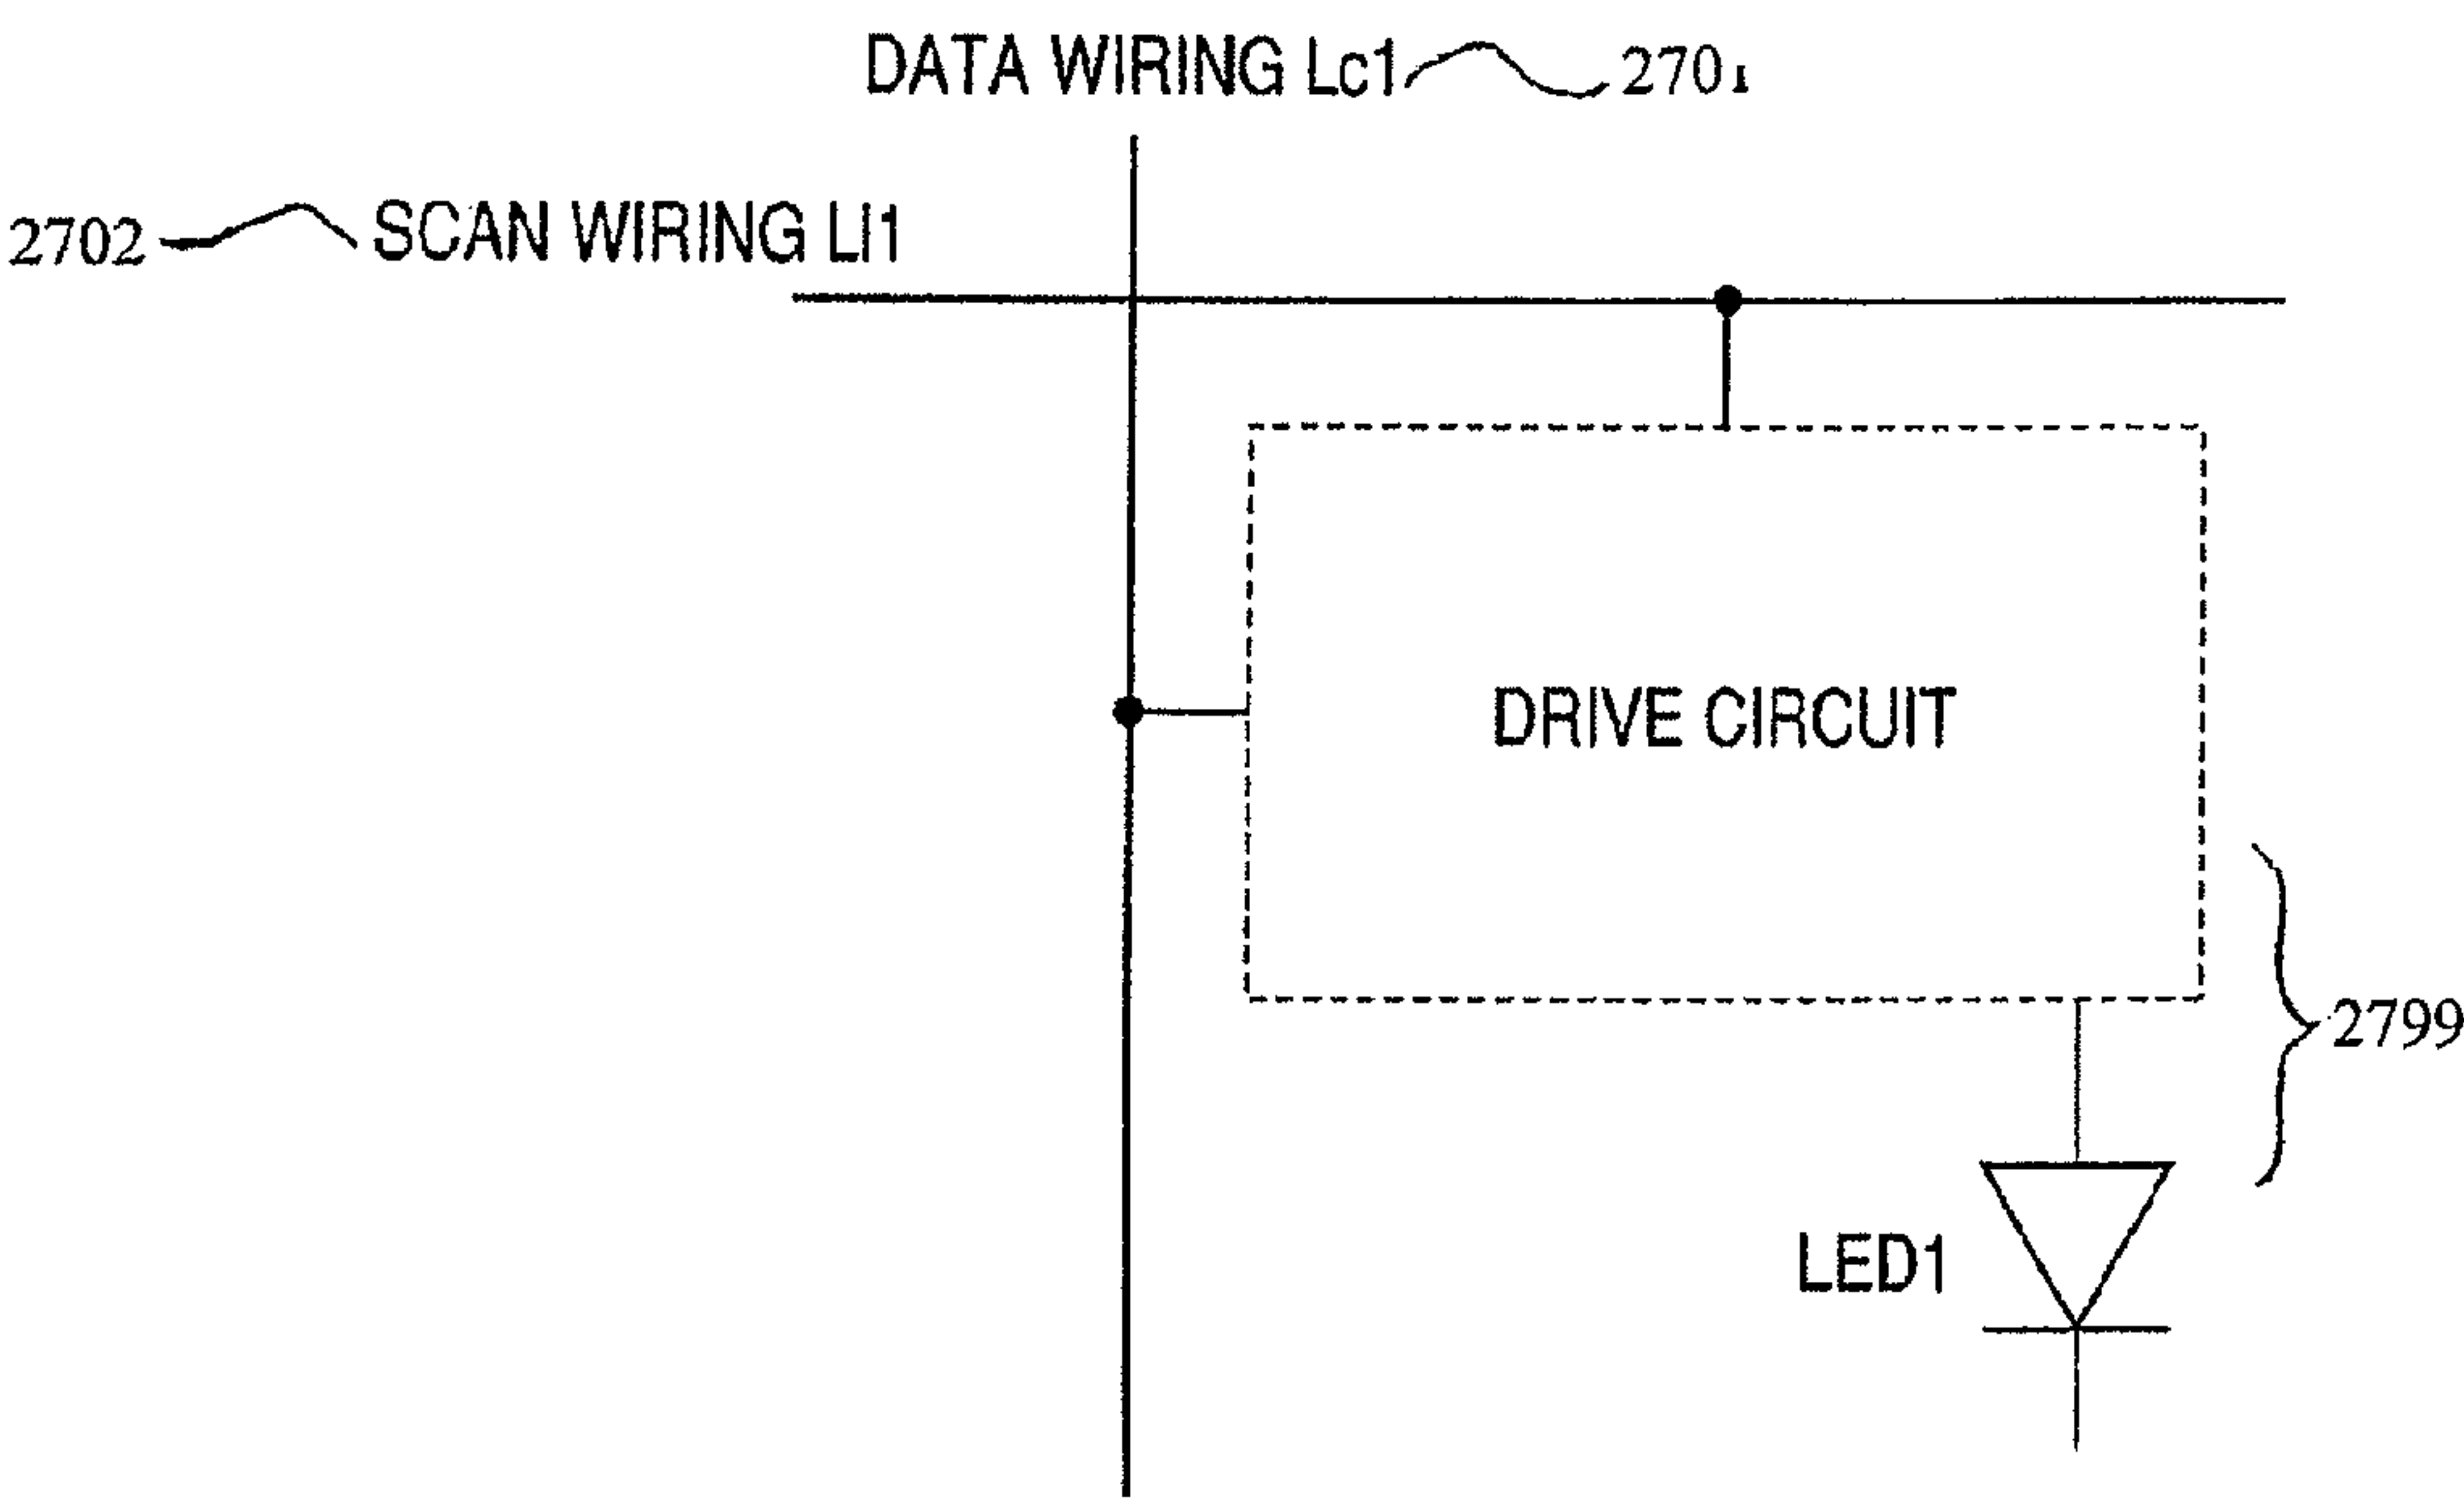 DATA WIRING Lc1 2701
2702 SCAN WIRING Ll1
DRIVE CIRCUIT
2799
LED1